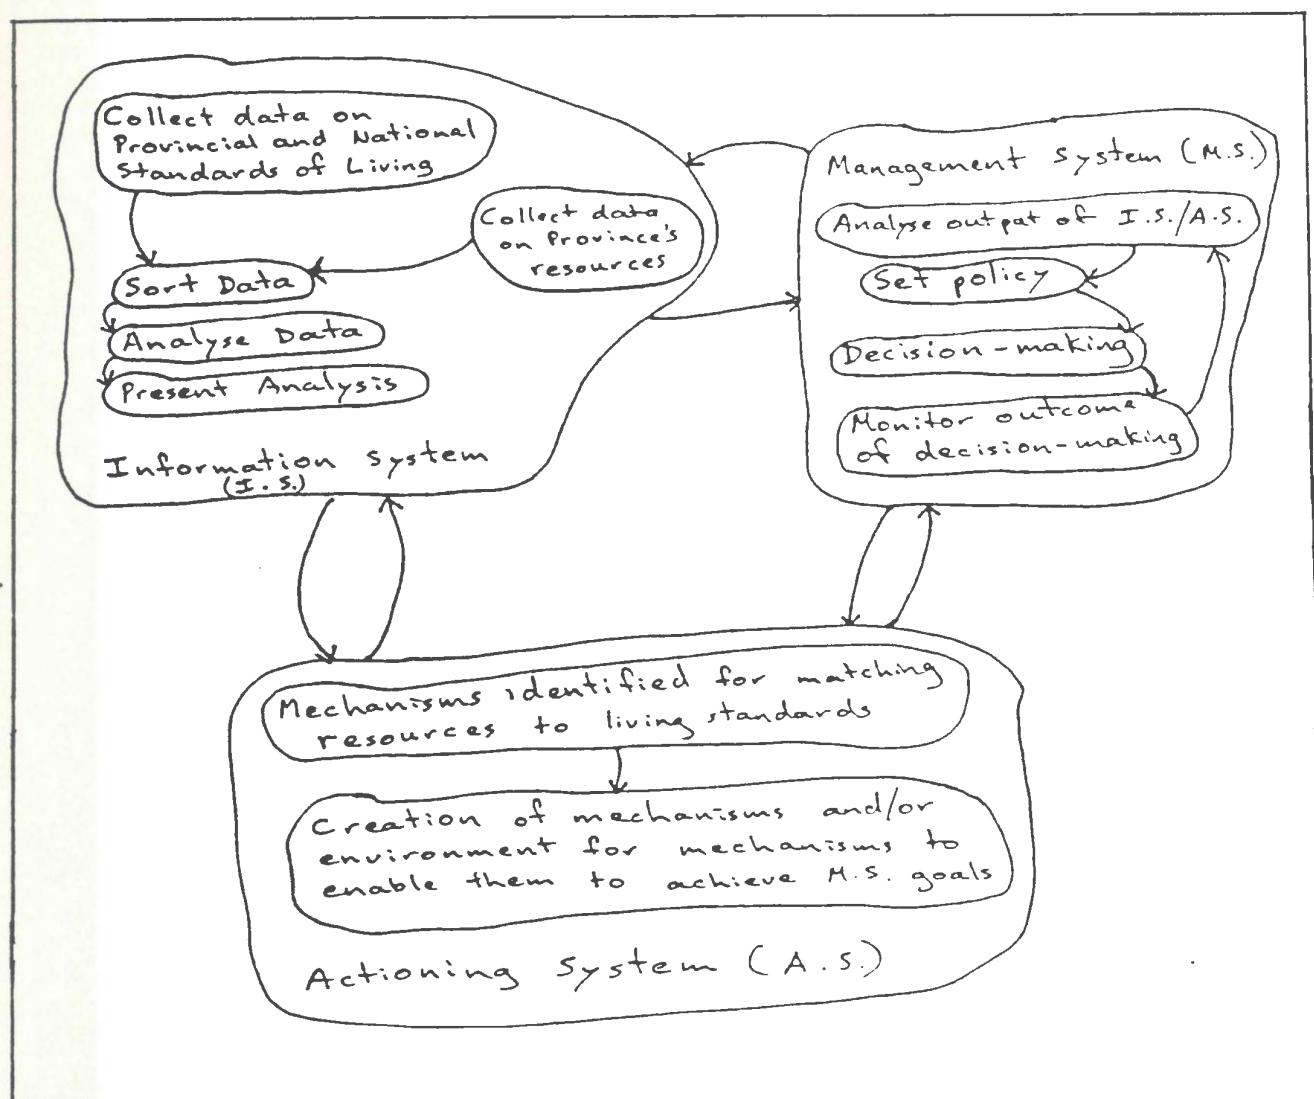 Collect data on
Provincial and National
Standards of Living
Collect data
on Province's
resources
Sort Data
Analyse Data
Present Analysis
Information System
(I.S.)
Management System (M.S.)
Analyse output of I.S./A.S.
Set policy
Decision-making
Monitor outcome
of decision-making
Mechanisms identified for matching
resources to living standards
Creation of mechanisms and/or
environment for mechanisms to
enable them to achieve M.S. goals
Actioning System (A.S.)